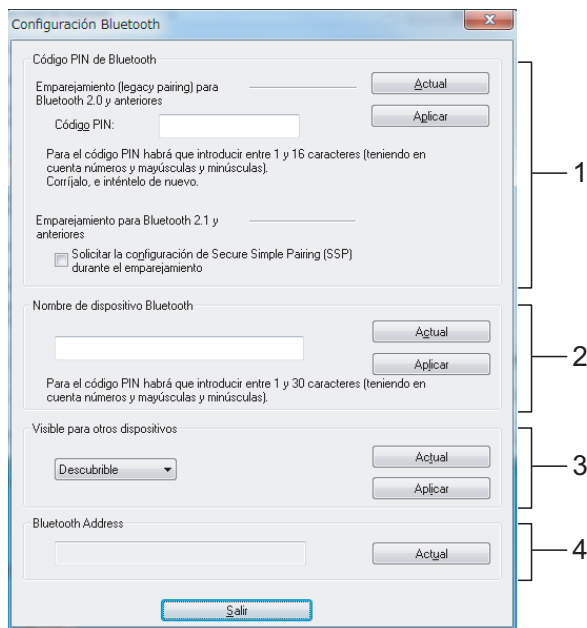 Configuración Bluetooth
Código PIN de Bluetooth
Emparejamiento (legacy pairing) para
Bluetooth 2.0 y anteriores
Actual
Aplicar
Código PIN:
Para el código PIN habrá que introducir entre 1 y 16 caracteres (teniendo en
cuenta números y mayúsculas y minúsculas).
Corríjalo, e inténtelo de nuevo.
1
Emparejamiento para Bluetooth 2.1 y
anteriores
Solicitar la configuración de Secure Simple Pairing (SSP)
durante el emparejamiento
Nombre de dispositivo Bluetooth
Actual
Aplicar
2
Para el código PIN habrá que introducir entre 1 y 30 caracteres (teniendo en
cuenta números y mayúsculas y minúsculas).
Visible para otros dispositivos
Descubrible
Actual
Aplicar
3
Bluetooth Address
Actual
4
Salir